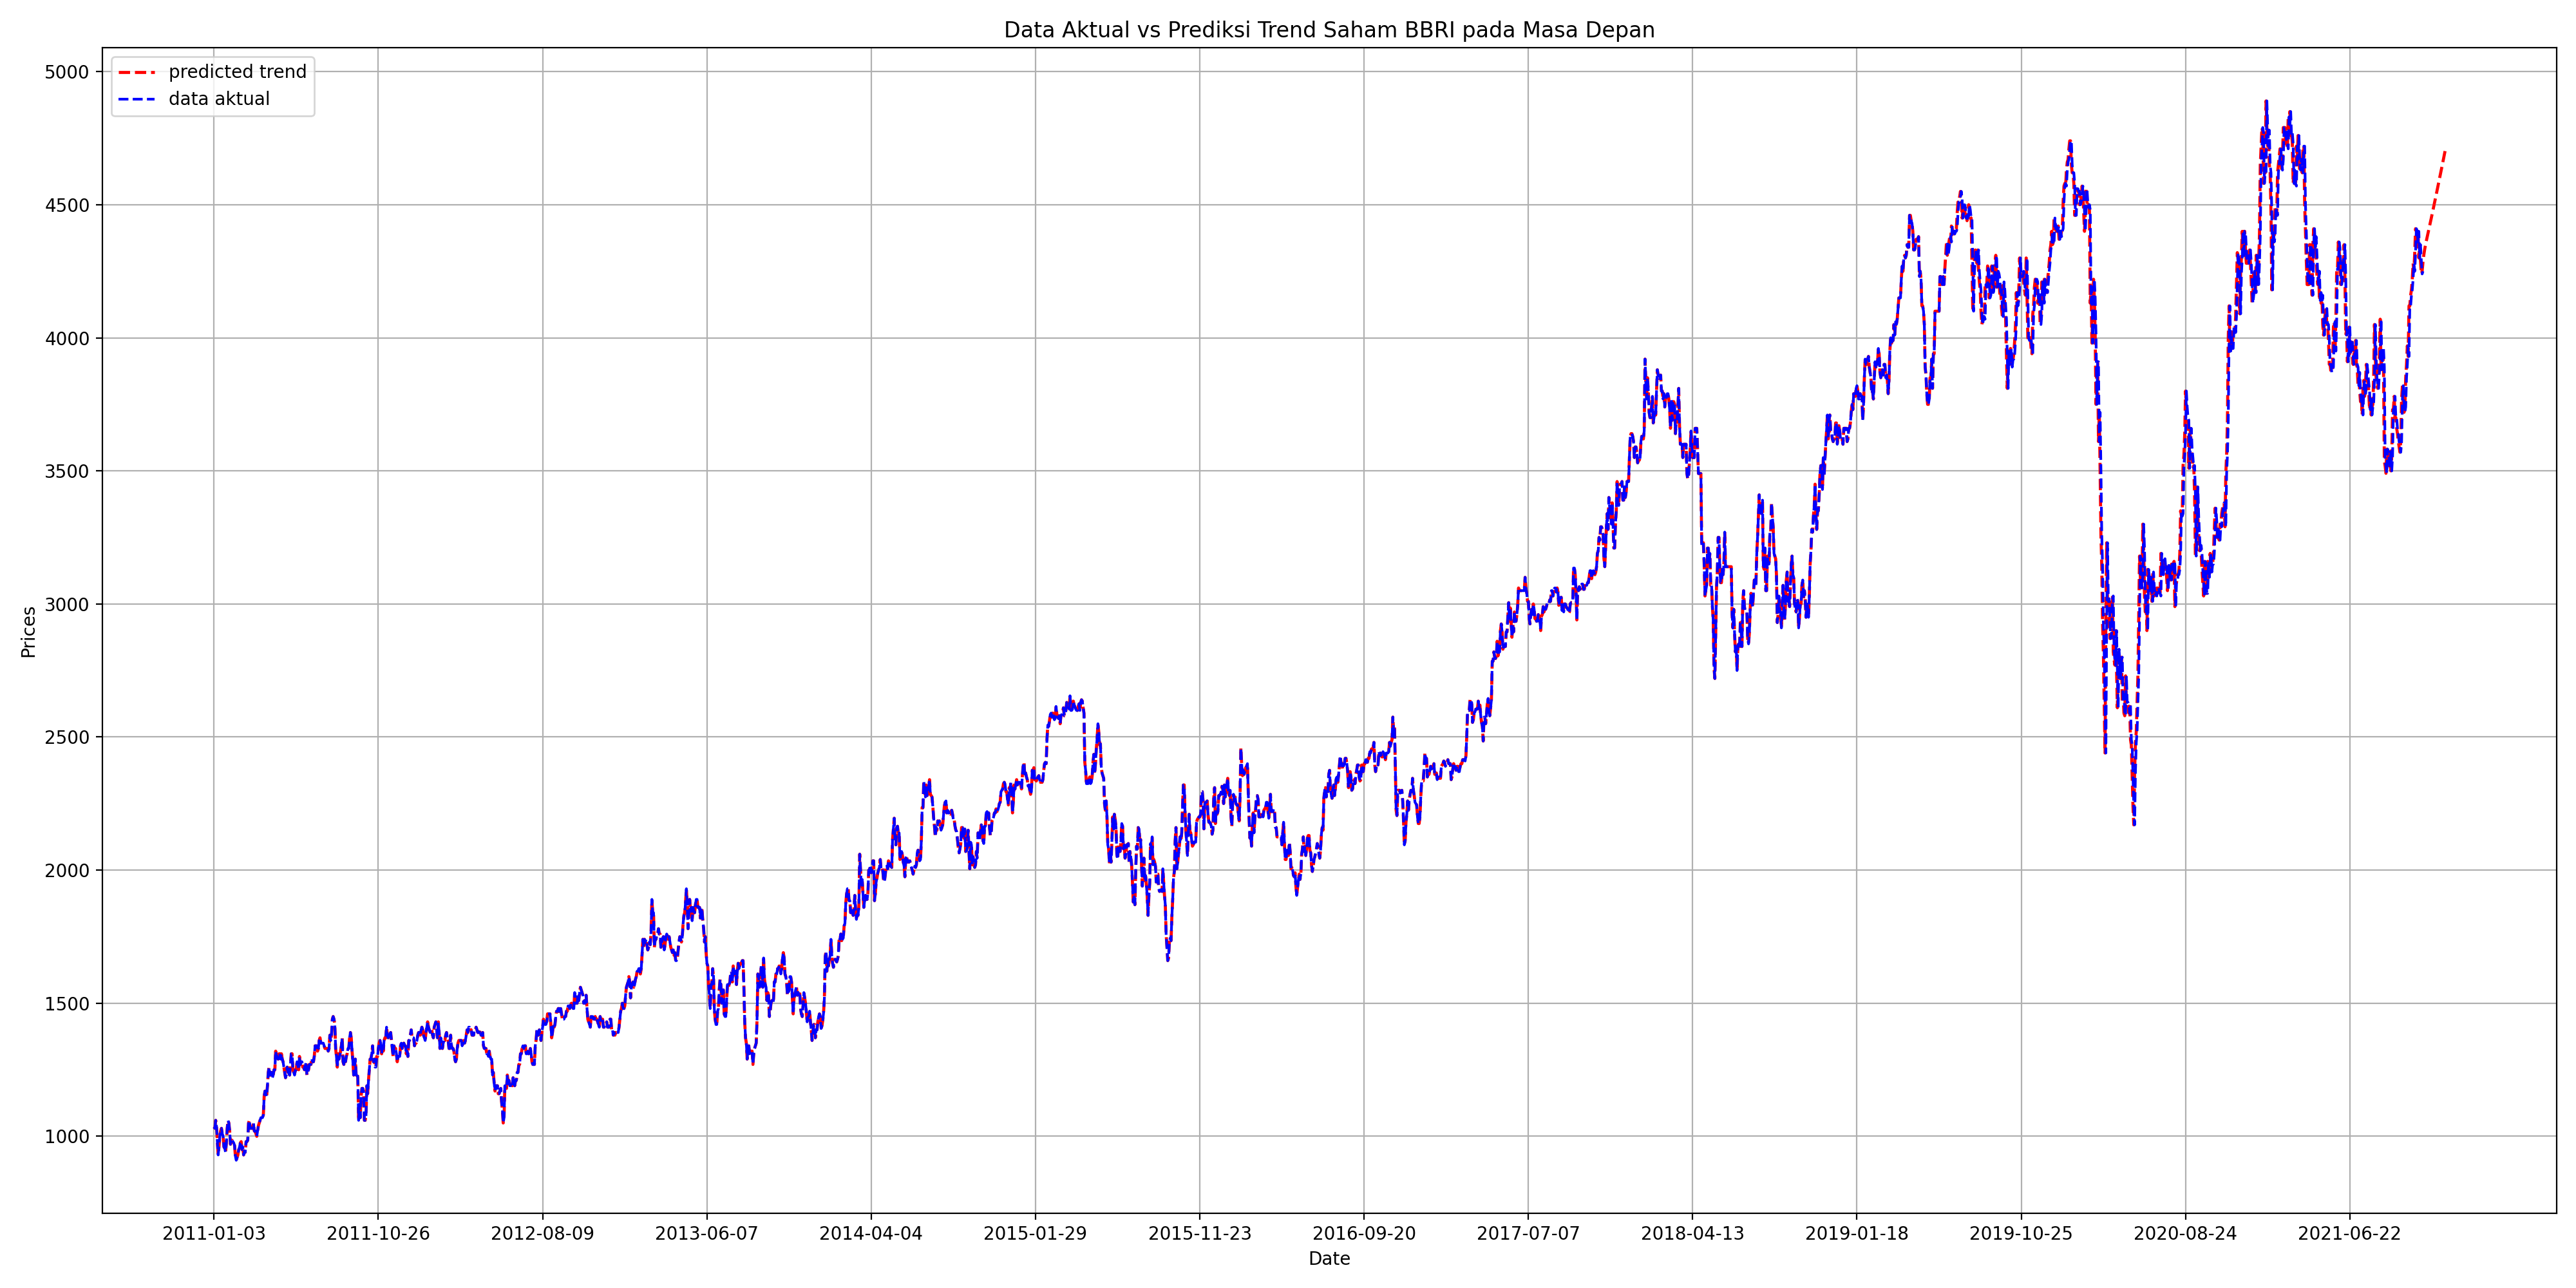 Data Aktual vs Prediksi Trend Saham BBRI pada Masa Depan
predicted trend
data aktual
5000
4500
4000
3500
3000
2500
2000
1500
1000
Prices
2011-01-03 2011-10-26 2012-08-09 2013-06-07 2014-04-04 2015-01-29 2015-11-23 2016-09-20 2017-07-07 2018-04-13 2019-01-18 2019-10-25 2020-08-24 2021-06-22
Date